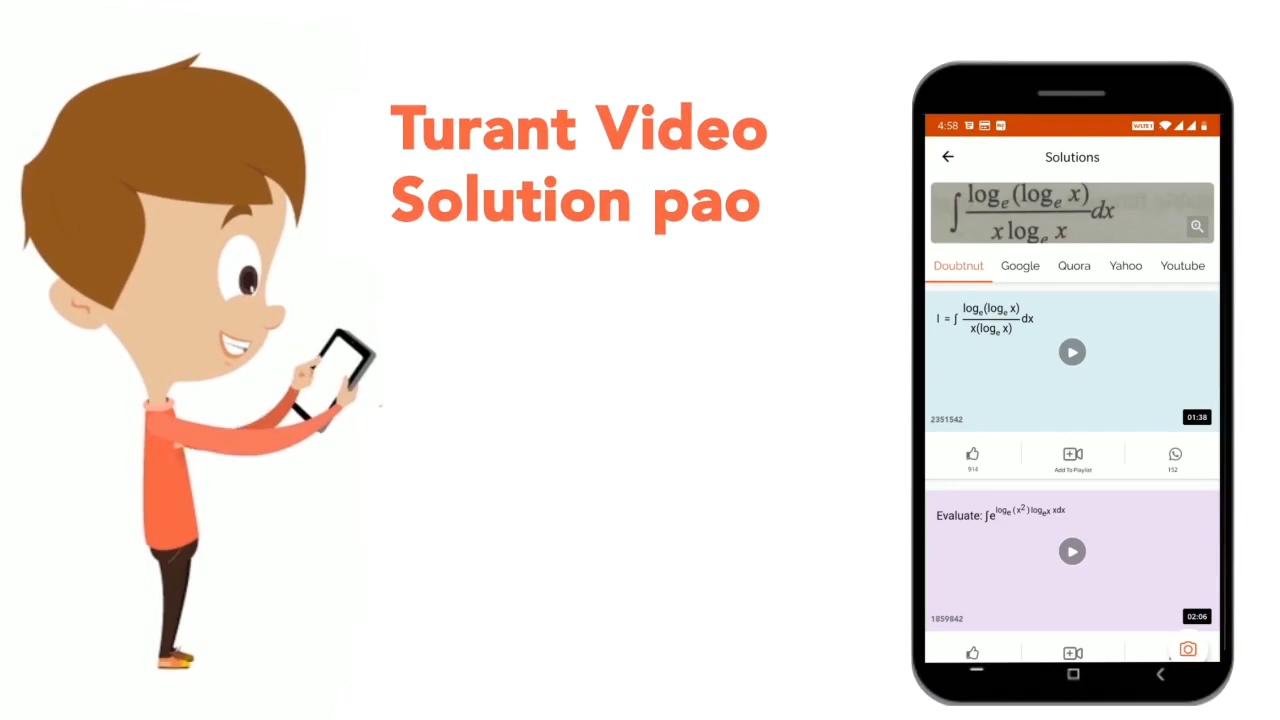 Turant Video
Solution pao
4:58
Solutions
∫ logₑ(logₑ x) / x logₑ x dx
Doubtnut Google Quora Yahoo Youtube
I = ∫ logₑ(logₑ x) / x(logₑ x) dx
2351542 01:38
914 Add To Playlist 152
Evaluate: ∫e^logₑ(x²)logₑx xdx
1859842 02:06